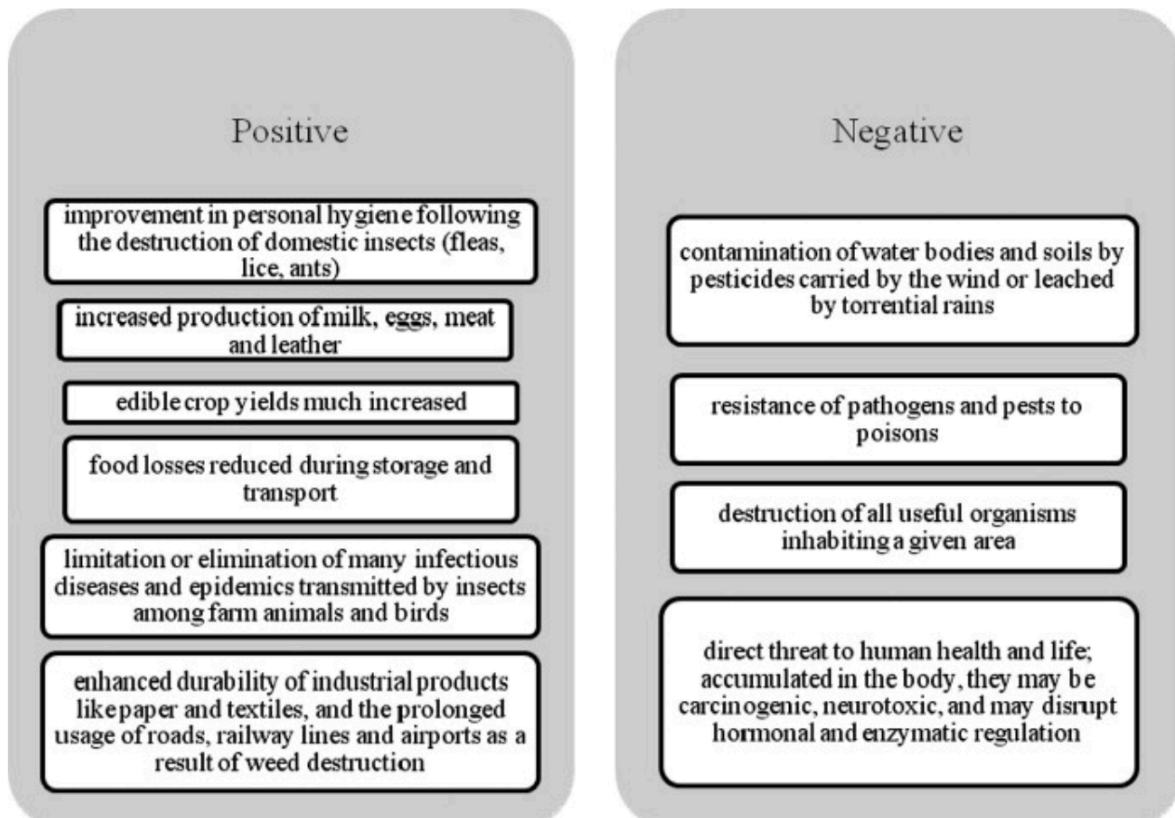 Positive
improvement in personal hygiene following
the destruction of domestic insects (fleas,
lice, ants)
increased production of milk, eggs, meat
and leather
edible crop yields much increased
food losses reduced during storage and
transport
limitation or elimination of many infectious
diseases and epidemics transmitted by insects
among farm animals and birds
enhanced durability of industrial products
like paper and textiles, and the prolonged
usage of roads, railway lines and airports as a
result of weed destruction
Negative
contamination of water bodies and soils by
pesticides carried by the wind or leached
by torrential rains
resistance of pathogens and pests to
poisons
destruction of all useful organisms
inhabiting a given area
direct threat to human health and life;
accumulated in the body, they may be
carcinogenic, neurotoxic, and may disrupt
hormonal and enzymatic regulation